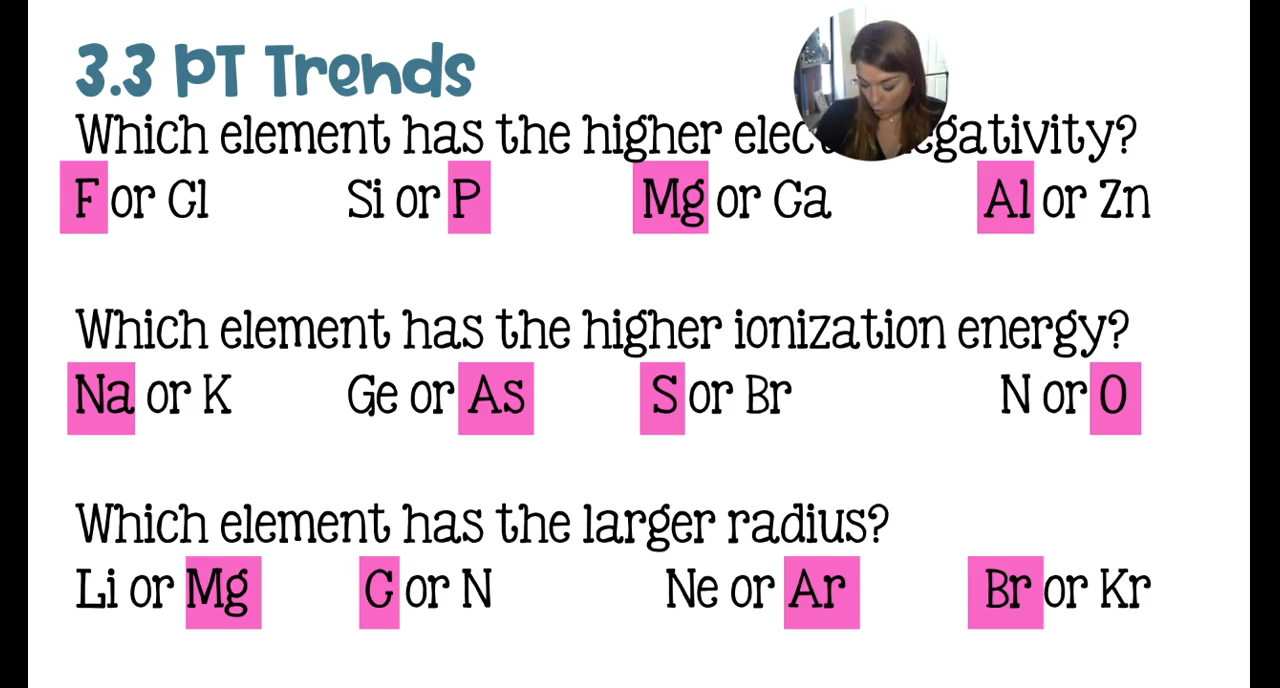 3.3 PT Trends
Which element has the higher elec egativity?
F or Cl Si or P Mg or Ca Al or Zn
Which element has the higher ionization energy?
Na or K Ge or As S or Br N or O
Which element has the larger radius?
Li or Mg C or N Ne or Ar Br or Kr